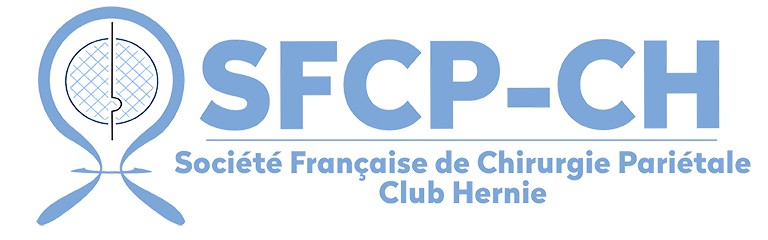 SFCP-CH
Société Française de Chirurgie Pariétale
Club Hernie